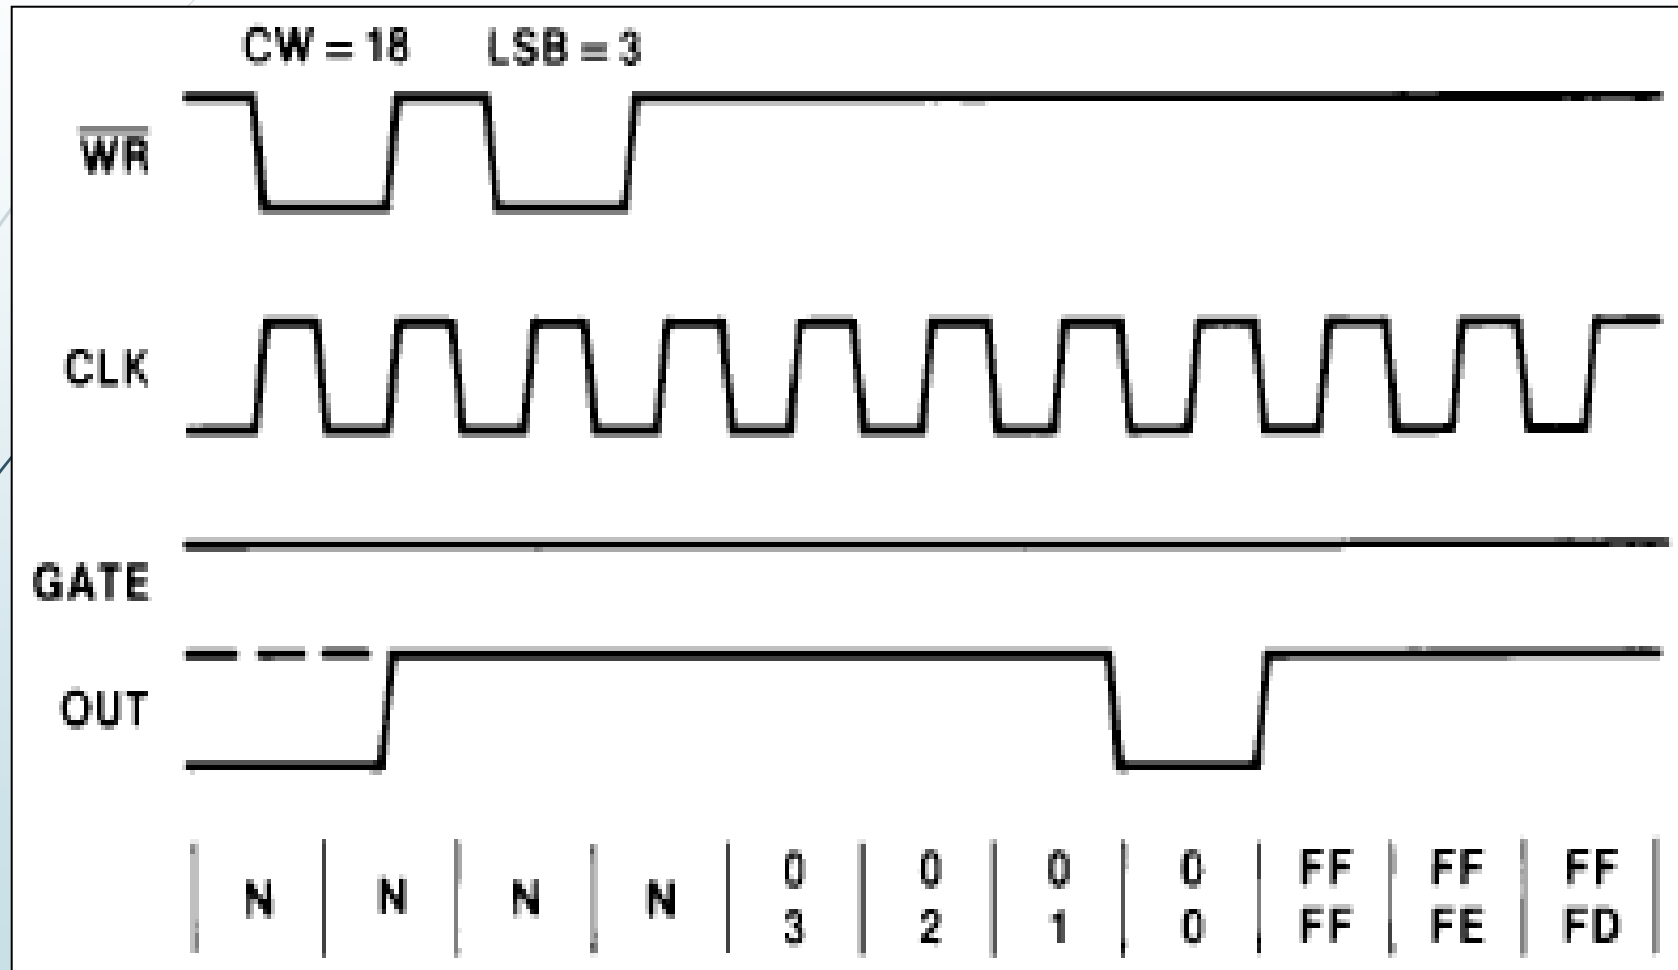 CW = 18 LSB = 3
WR
CLK
GATE
OUT
N N N N 0 0 0 0 FF FF FF
3 2 1 0 FF FE FD